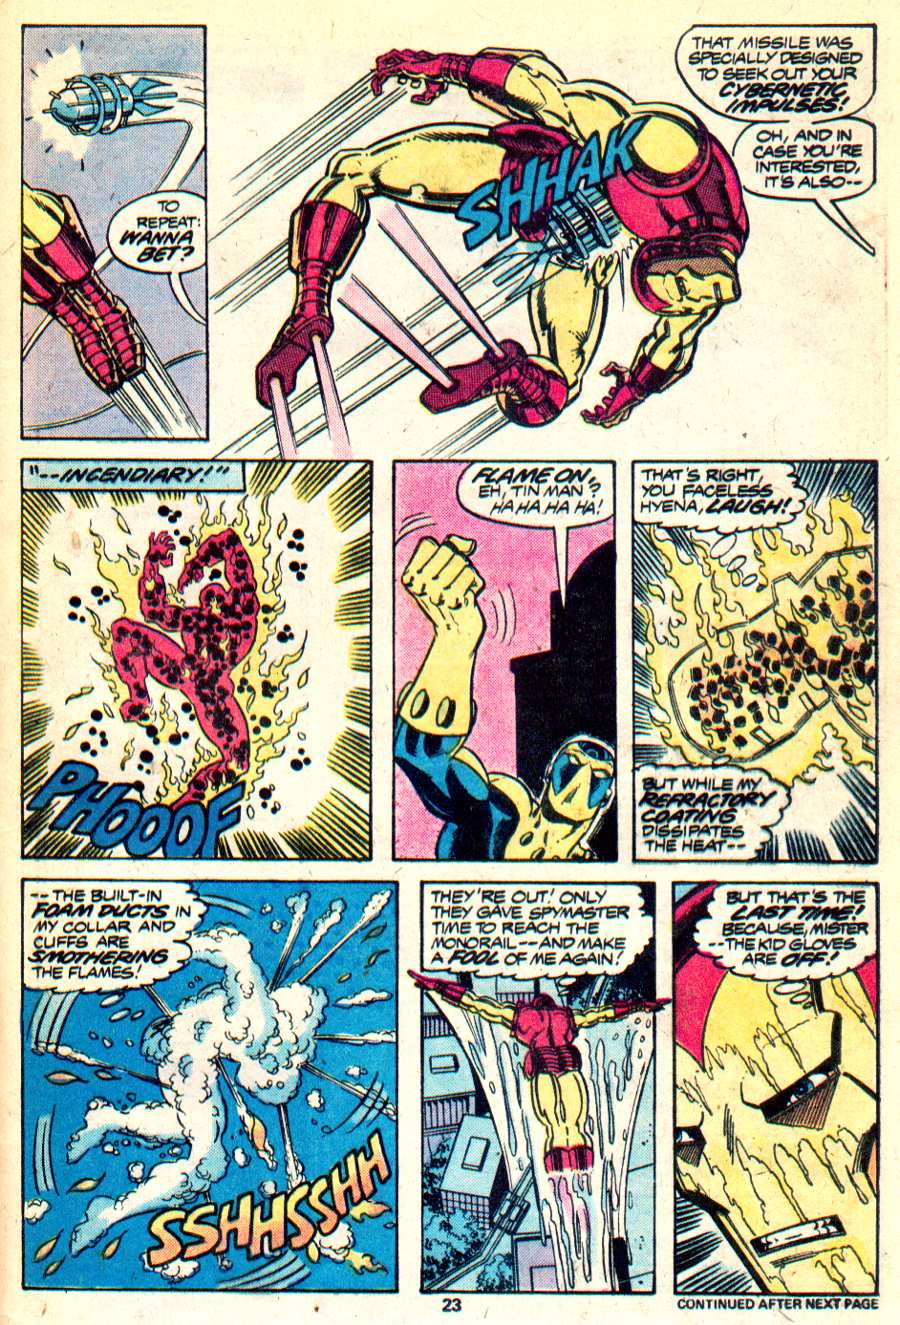 TO
REPEAT:
WANNA
BET?
THAT MISSILE WAS
SPECIALLY DESIGNED
TO SEEK OUT YOUR
CYBERNETIC
IMPULSES!
OH, AND IN
CASE YOU'RE
INTERESTED,
IT'S ALSO--
SHHAK
"--INCENDIARY!"
PHOOOF
FLAME ON,
EH, TIN MAN?
HA HA HA HA!
THAT'S RIGHT,
YOU FACELESS
HYENA, LAUGH!
BUT WHILE MY
REFRACTORY
COATING
DISSIPATES
THE HEAT--
-- THE BUILT-IN
FOAM DUCTS IN
MY COLLAR AND
CUFFS ARE
SMOTHERING
THE FLAMES!
SSHHSSHH
THEY'RE OUT! ONLY
THEY GAVE SPYMASTER
TIME TO REACH THE
MONORAIL--AND MAKE
A FOOL OF ME AGAIN!
BUT THAT'S THE
LAST TIME!
BECAUSE, MISTER
--THE KID GLOVES
ARE OFF!
23
CONTINUED AFTER NEXT PAGE